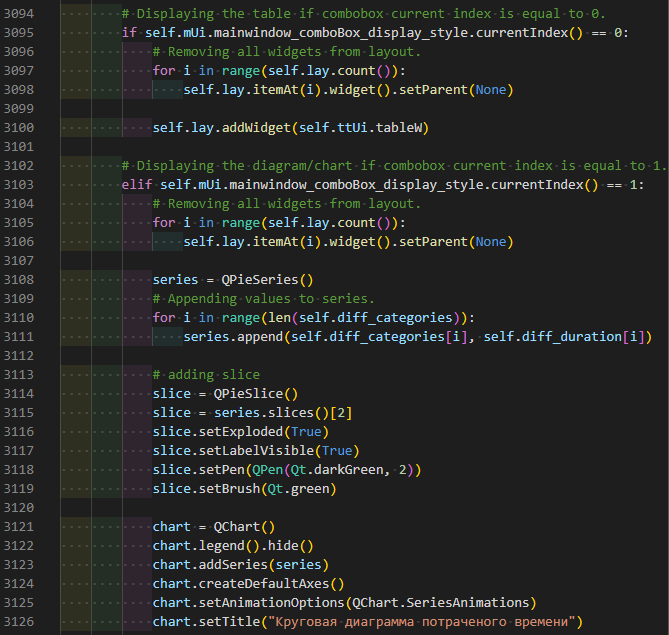 3094 # Displaying the table if combobox current index is equal to 0.
3095 if self.mUi.mainwindow_comboBox_display_style.currentIndex() == 0:
3096 # Removing all widgets from layout.
3097 for i in range(self.lay.count()):
3098 self.lay.itemAt(i).widget().setParent(None)
3099
3100 self.lay.addWidget(self.ttUi.tableW)
3101
3102 # Displaying the diagram/chart if combobox current index is equal to 1.
3103 elif self.mUi.mainwindow_comboBox_display_style.currentIndex() == 1:
3104 # Removing all widgets from layout.
3105 for i in range(self.lay.count()):
3106 self.lay.itemAt(i).widget().setParent(None)
3107
3108 series = QPieSeries()
3109 # Appending values to series.
3110 for i in range(len(self.diff_categories)):
3111 series.append(self.diff_categories[i], self.diff_duration[i])
3112
3113 # adding slice
3114 slice = QPieSlice()
3115 slice = series.slices()[2]
3116 slice.setExploded(True)
3117 slice.setLabelVisible(True)
3118 slice.setPen(QPen(Qt.darkGreen, 2))
3119 slice.setBrush(Qt.green)
3120
3121 chart = QChart()
3122 chart.legend().hide()
3123 chart.addSeries(series)
3124 chart.createDefaultAxes()
3125 chart.setAnimationOptions(QChart.SeriesAnimations)
3126 chart.setTitle("Круговая диаграмма потраченого времени")